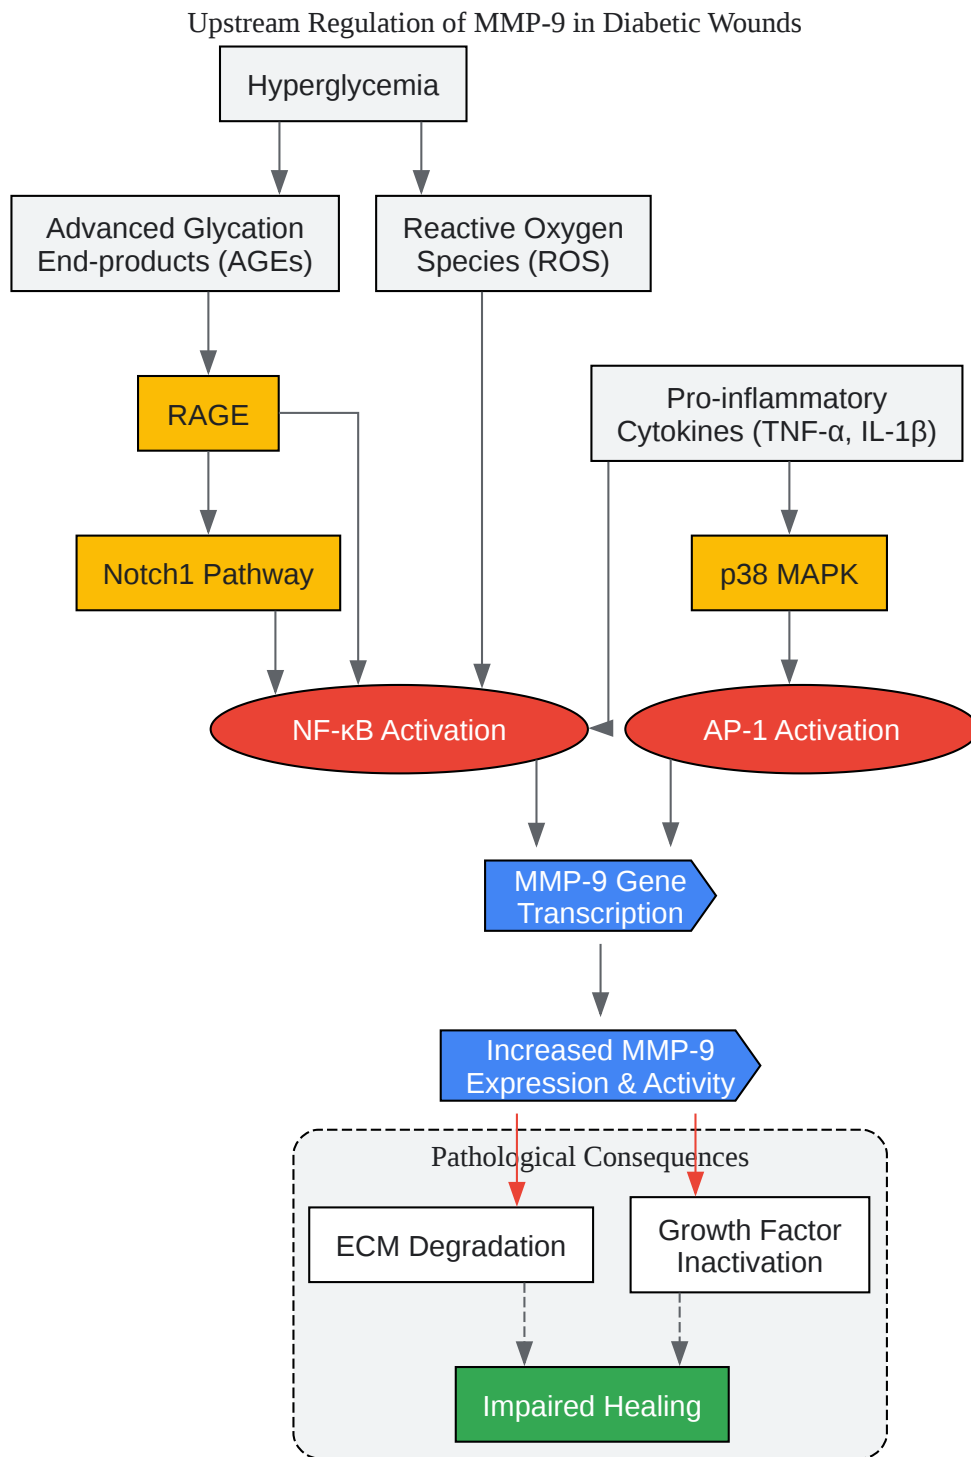 Upstream Regulation of MMP-9 in Diabetic Wounds
Hyperglycemia
Advanced Glycation
End-products (AGEs)
Reactive Oxygen
Species (ROS)
RAGE
Pro-inflammatory
Cytokines (TNF-α, IL-1β)
Notch1 Pathway
p38 MAPK
NF-κB Activation
AP-1 Activation
MMP-9 Gene
Transcription
Increased MMP-9
Expression & Activity
Pathological Consequences
ECM Degradation
Growth Factor
Inactivation
Impaired Healing